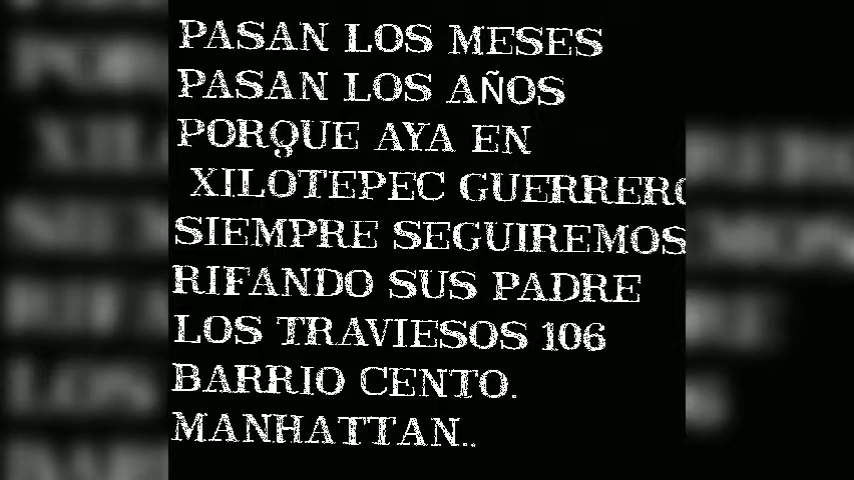 PASAN LOS MESES
PASAN LOS AÑOS
PORQUE AYA EN
XILOTEPEC GUERRERO
SIEMPRE SEGUIREMOS
RIFANDO SUS PADRE
LOS TRAVIESOS 106
BARRIO CENTO.
MANHATTAN..